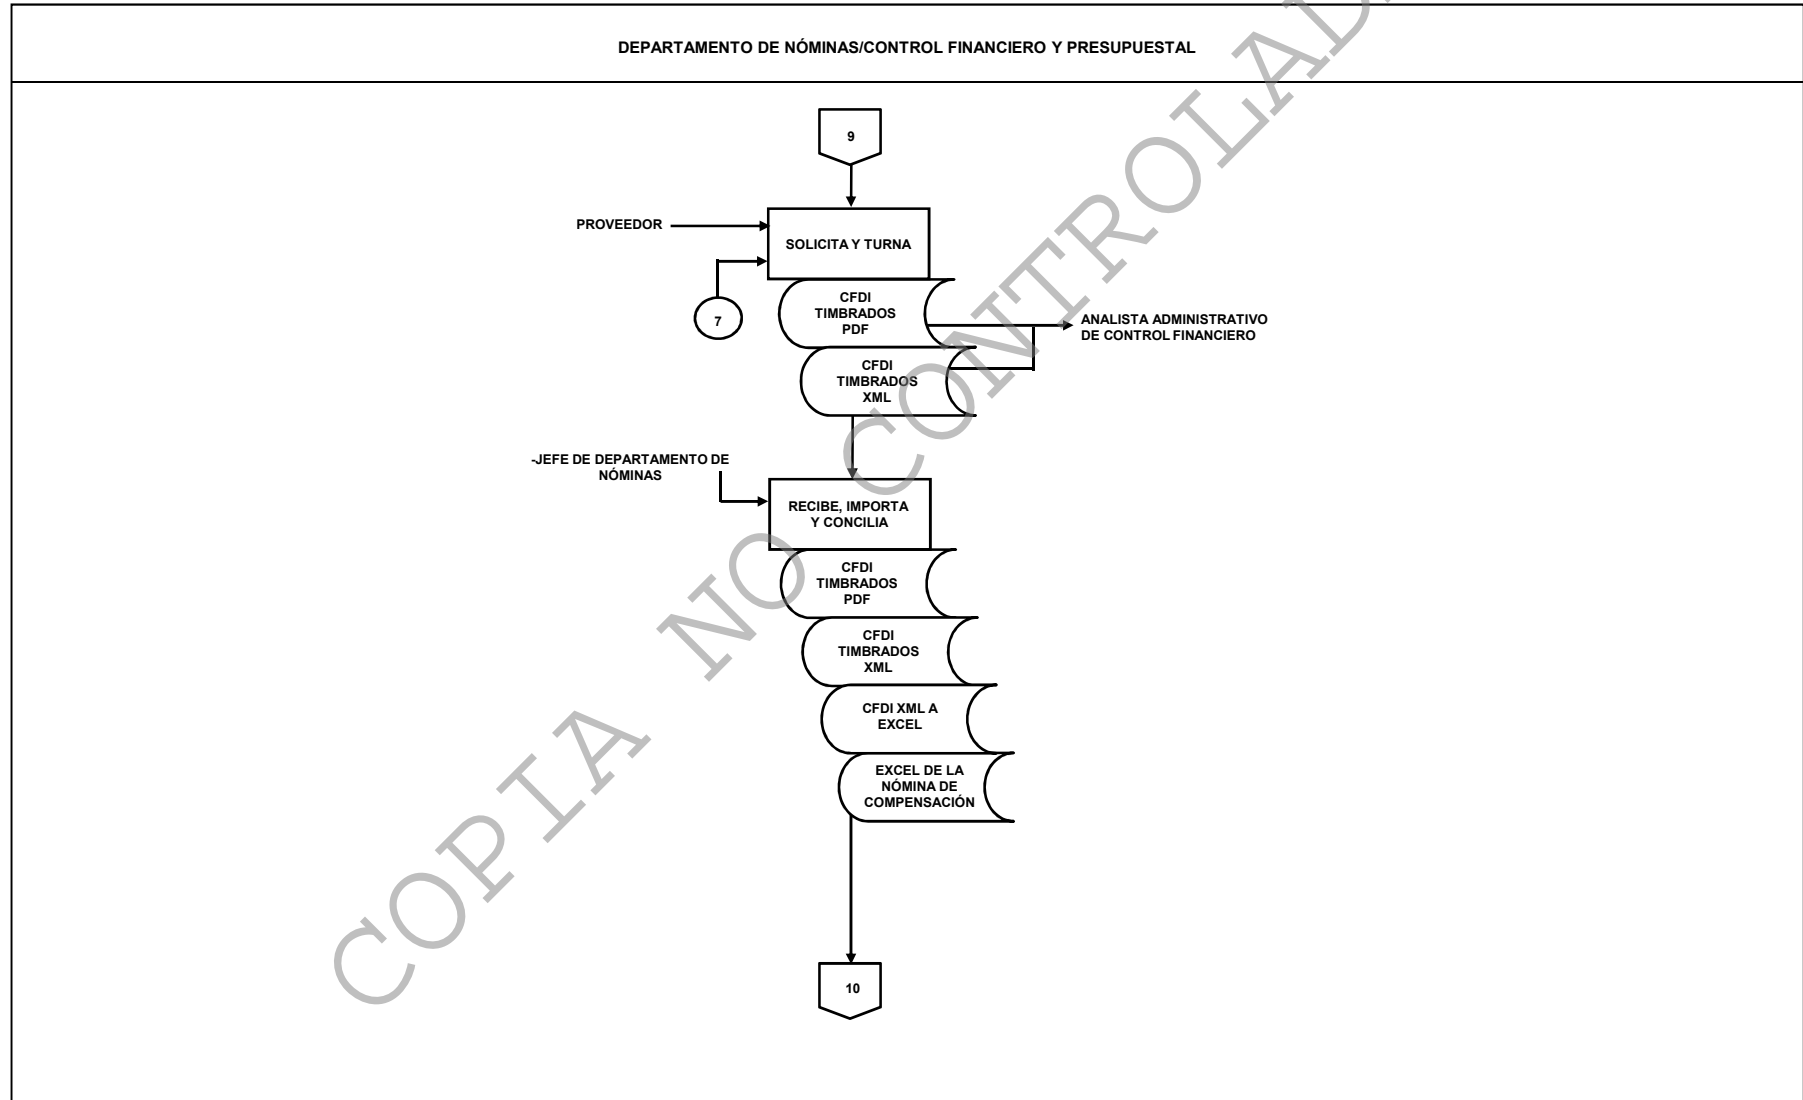 DEPARTAMENTO DE NÓMINAS/CONTROL FINANCIERO Y PRESUPUESTAL
9
PROVEEDOR
SOLICITA Y TURNA
7
CFDI
TIMBRADOS
PDF
ANALISTA ADMINISTRATIVO
DE CONTROL FINANCIERO
CFDI
TIMBRADOS
XML
-JEFE DE DEPARTAMENTO DE
NÓMINAS
RECIBE, IMPORTA
Y CONCILIA
CFDI
TIMBRADOS
PDF
CFDI
TIMBRADOS
XML
CFDI XML A
EXCEL
EXCEL DE LA
NÓMINA DE
COMPENSACIÓN
10
COPIA NO CONTROLAD